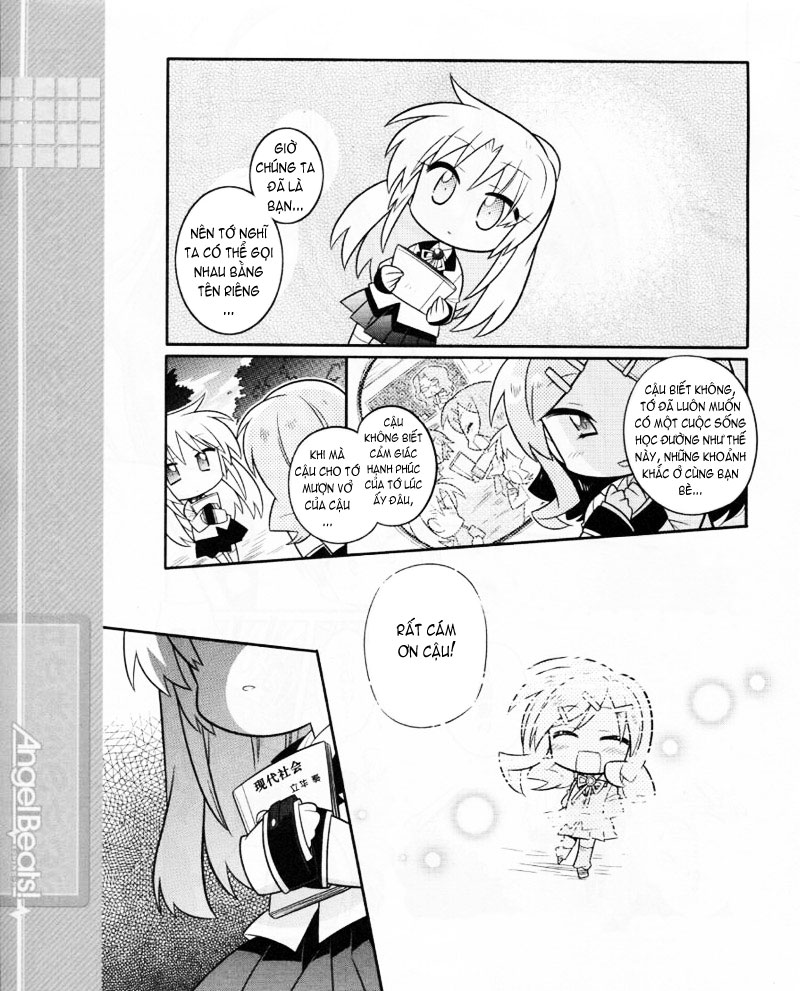 GIỜ
CHÚNG TA
ĐÃ LÀ
BẠN...
NÊN TỚ NGHĨ
TA CÓ THỂ GỌI
NHAU BẰNG
TÊN RIÊNG
...
CẬU BIẾT KHÔNG,
TỚ ĐÃ LUÔN MUỐN
CÓ MỘT CUỘC SỐNG
HỌC ĐƯỜNG NHƯ THẾ
NÀY, NHỮNG KHOẢNH
KHẮC Ở CÙNG BẠN
BÈ...
CẬU
KHÔNG BIẾT
CẢM GIÁC
HẠNH PHÚC
CỦA TỚ LÚC
ẤY ĐÂU,
KHI MÀ
CẬU CHO TỚ
MƯỢN VỞ
CỦA CẬU
...
RẤT CÁM
ƠN CẬU!
现代社会
立华 奏
Angel Beats!